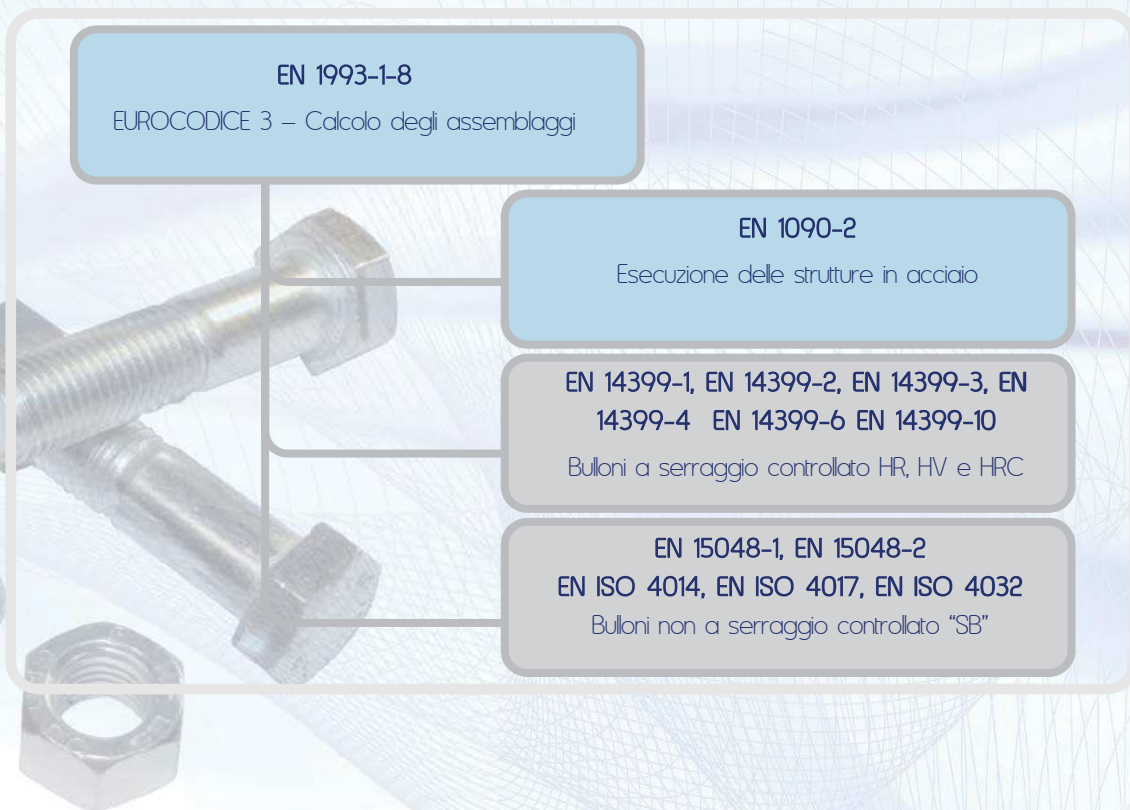 EN 1993-1-8
EUROCODICE 3 – Calcolo degli assemblaggi
EN 1090-2
Esecuzione delle strutture in acciaio
EN 14399-1, EN 14399-2, EN 14399-3, EN
14399-4 EN 14399-6 EN 14399-10
Bulloni a serraggio controllato HR, HV e HRC
EN 15048-1, EN 15048-2
EN ISO 4014, EN ISO 4017, EN ISO 4032
Bulloni non a serraggio controllato “SB”